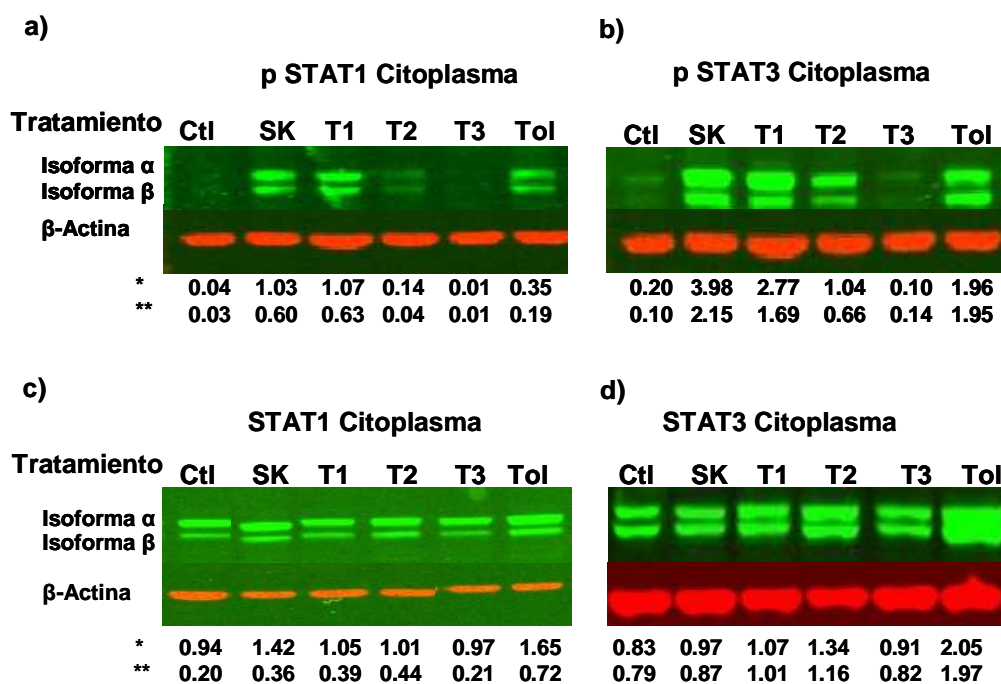 a)
p STAT1 Citoplasma
Tratamiento
Ctl SK T1 T2 T3 Tol
Isoforma α
Isoforma β
β-Actina
* 0.04 1.03 1.07 0.14 0.01 0.35
** 0.03 0.60 0.63 0.04 0.01 0.19
b)
p STAT3 Citoplasma
Ctl SK T1 T2 T3 Tol
0.20 3.98 2.77 1.04 0.10 1.96
0.10 2.15 1.69 0.66 0.14 1.95
c)
STAT1 Citoplasma
Tratamiento
Ctl SK T1 T2 T3 Tol
Isoforma α
Isoforma β
β-Actina
* 0.94 1.42 1.05 1.01 0.97 1.65
** 0.20 0.36 0.39 0.44 0.21 0.72
d)
STAT3 Citoplasma
Ctl SK T1 T2 T3 Tol
0.83 0.97 1.07 1.34 0.91 2.05
0.79 0.87 1.01 1.16 0.82 1.97